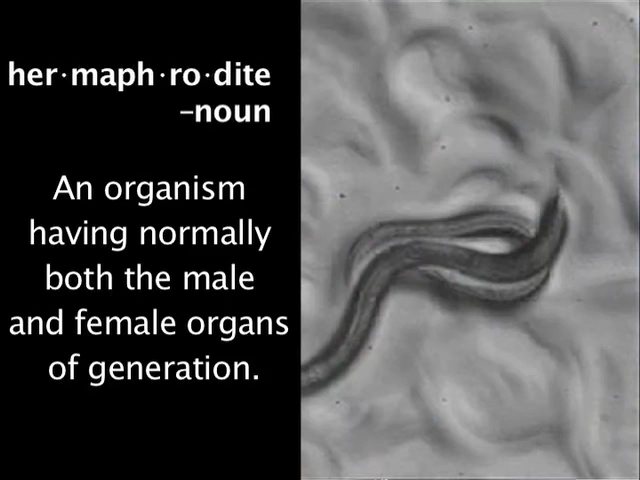 her·maph·ro·dite
–noun
An organism
having normally
both the male
and female organs
of generation.